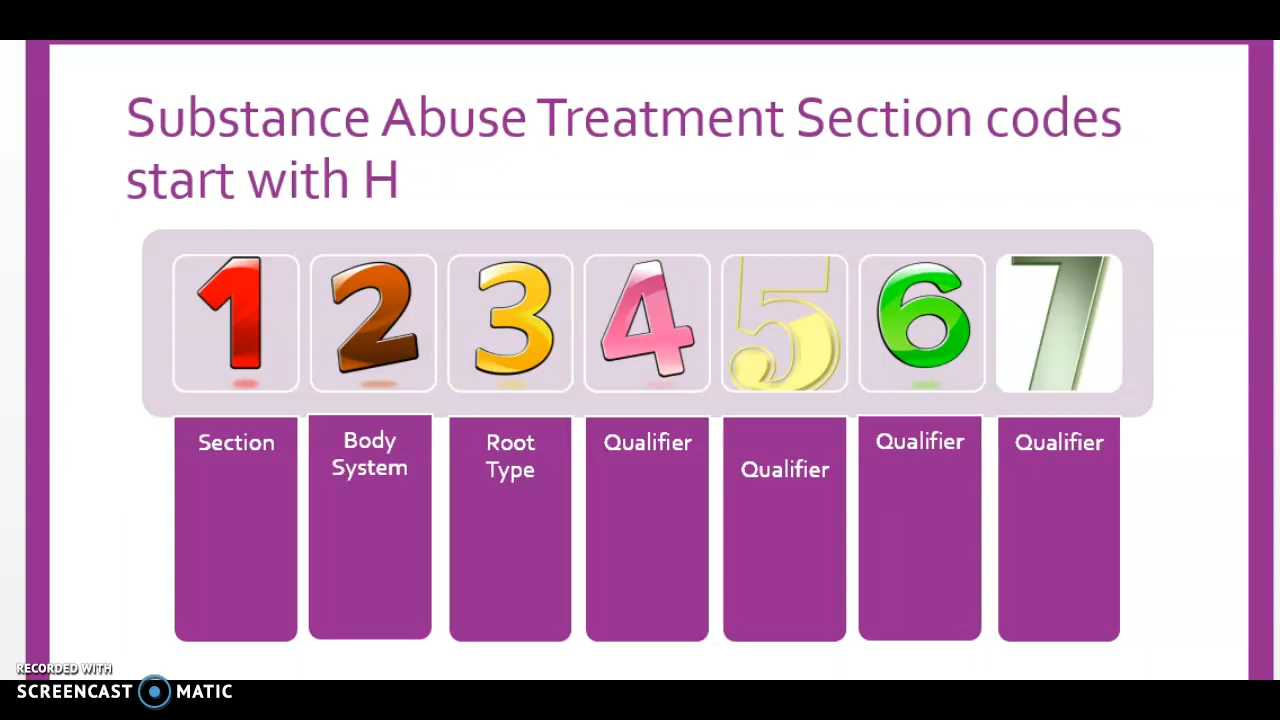 Substance Abuse Treatment Section codes
start with H
1 2 3 4 5 6 7
Section
Body
System
Root
Type
Qualifier
Qualifier
Qualifier
Qualifier
RECORDED WITH
SCREENCAST MATIC